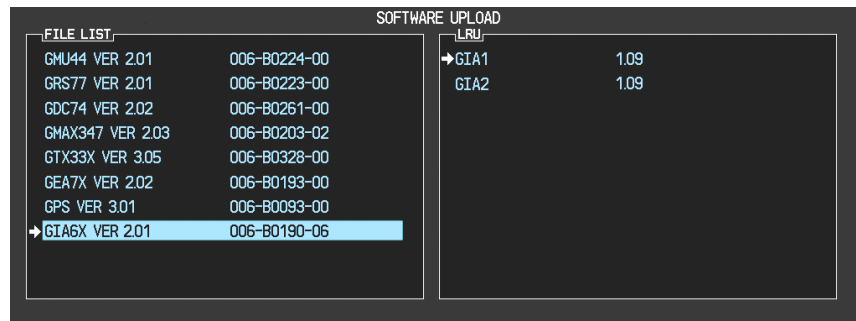 SOFTWARE UPLOAD
FILE LIST
GMU44 VER 2.01 006-B0224-00
GRS77 VER 2.01 006-B0223-00
GDC74 VER 2.02 006-B0261-00
GMAX347 VER 2.03 006-B0203-02
GTX33X VER 3.05 006-B0328-00
GEA7X VER 2.02 006-B0193-00
GPS VER 3.01 006-B0093-00
GIA6X VER 2.01 006-B0190-06
LRU
GIA1 1.09
GIA2 1.09